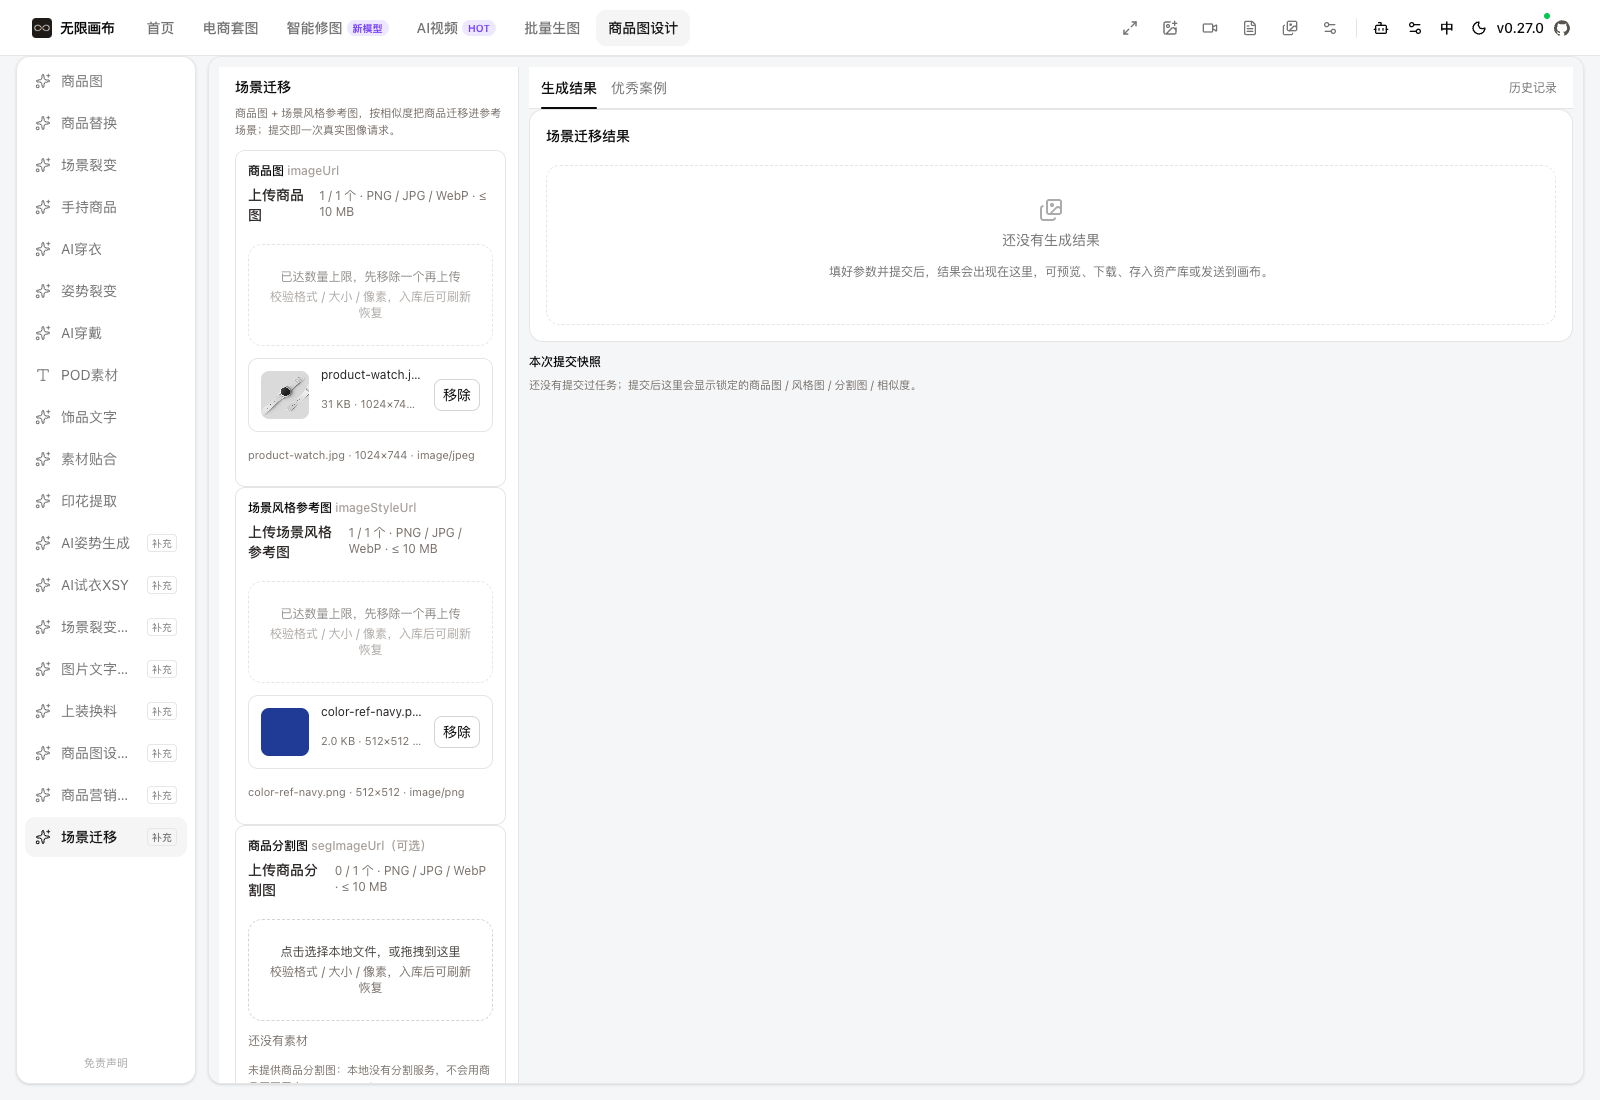 无限画布
首页
电商套图
智能修图 新模型
AI视频 HOT
批量生图
商品图设计
中
v0.27.0
商品图
商品替换
场景裂变
手持商品
AI穿衣
姿势裂变
AI穿戴
POD素材
饰品文字
素材贴合
印花提取
AI姿势生成 补充
AI试衣XSY 补充
场景裂变... 补充
图片文字... 补充
上装换料 补充
商品图设... 补充
商品营销... 补充
场景迁移 补充
免责声明
场景迁移
商品图 + 场景风格参考图，按相似度把商品迁移进参考
场景；提交即一次真实图像请求。
商品图 imageUrl
上传商品图
1 / 1 个 · PNG / JPG / WebP · ≤
10 MB
已达数量上限，先移除一个再上传
校验格式 / 大小 / 像素，入库后可刷新
恢复
product-watch.j...
31 KB · 1024×74...
移除
product-watch.jpg · 1024×744 · image/jpeg
场景风格参考图 imageStyleUrl
上传场景风格
参考图
1 / 1 个 · PNG / JPG /
WebP · ≤ 10 MB
已达数量上限，先移除一个再上传
校验格式 / 大小 / 像素，入库后可刷新
恢复
color-ref-navy.p...
2.0 KB · 512×512 ...
移除
color-ref-navy.png · 512×512 · image/png
商品分割图 segImageUrl（可选）
上传商品分
割图
0 / 1 个 · PNG / JPG / WebP
· ≤ 10 MB
点击选择本地文件，或拖拽到这里
校验格式 / 大小 / 像素，入库后可刷新
恢复
还没有素材
未提供商品分割图：本地没有分割服务，不会用商
生成结果
优秀案例
历史记录
场景迁移结果
还没有生成结果
填好参数并提交后，结果会出现在这里，可预览、下载、存入资产库或发送到画布。
本次提交快照
还没有提交过任务；提交后这里会显示锁定的商品图 / 风格图 / 分割图 / 相似度。